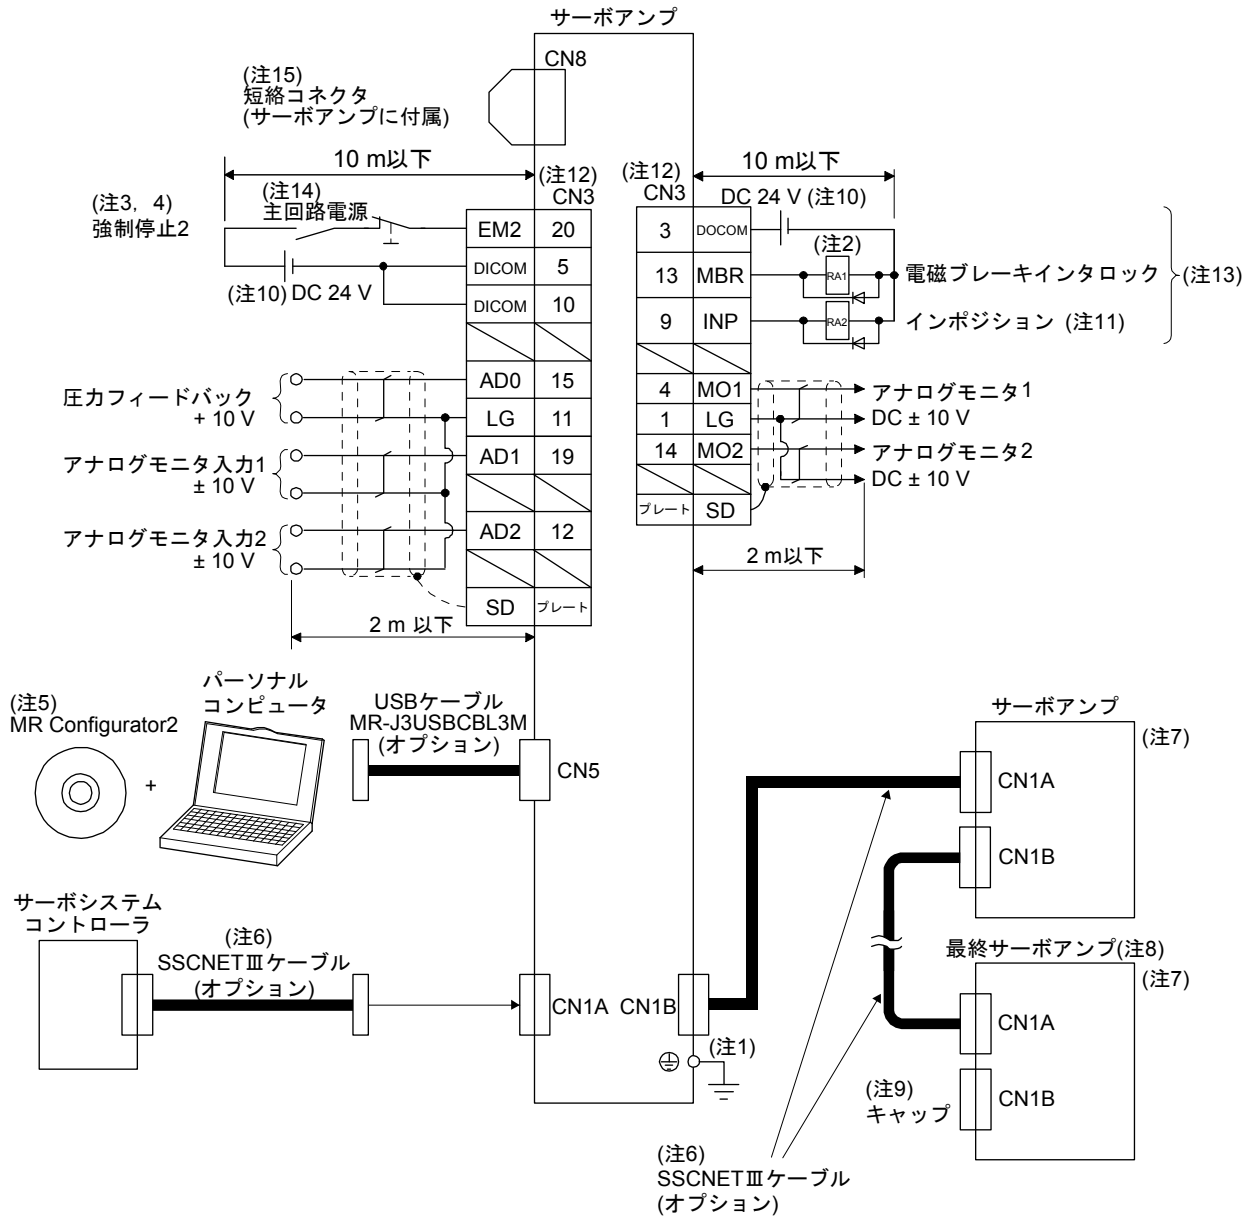 サーボアンプ
CN8
(注15)
短絡コネクタ
(サーボアンプに付属)
10 m以下
(注12)
CN3
(注3，4)
強制停止2
(注14)
主回路電源
EM2 20
DICOM 5
DICOM 10
(注10) DC 24 V
AD0 15
LG 11
AD1 19
AD2 12
SD プレート
圧力フィードバック
+ 10 V
アナログモニタ入力1
± 10 V
アナログモニタ入力2
± 10 V
2 m 以下
(注12)
CN3
10 m以下
DC 24 V (注10)
3 DOCOM
(注2)
13 MBR
RA1
電磁ブレーキインタロック
(注13)
9 INP
RA2
インポジション (注11)
4 MO1
アナログモニタ1
1 LG
DC ± 10 V
14 MO2
アナログモニタ2
DC ± 10 V
プレート SD
2 m以下
(注5)
MR Configurator2
+
パーソナル
コンピュータ
USBケーブル
MR-J3USBCBL3M
(オプション)
CN5
サーボシステム
コントローラ
(注6)
SSCNETⅢケーブル
(オプション)
CN1A CN1B
(注1)
サーボアンプ
(注7)
CN1A
CN1B
最終サーボアンプ(注8)
(注7)
CN1A
CN1B
(注9)
キャップ
(注6)
SSCNETⅢケーブル
(オプション)